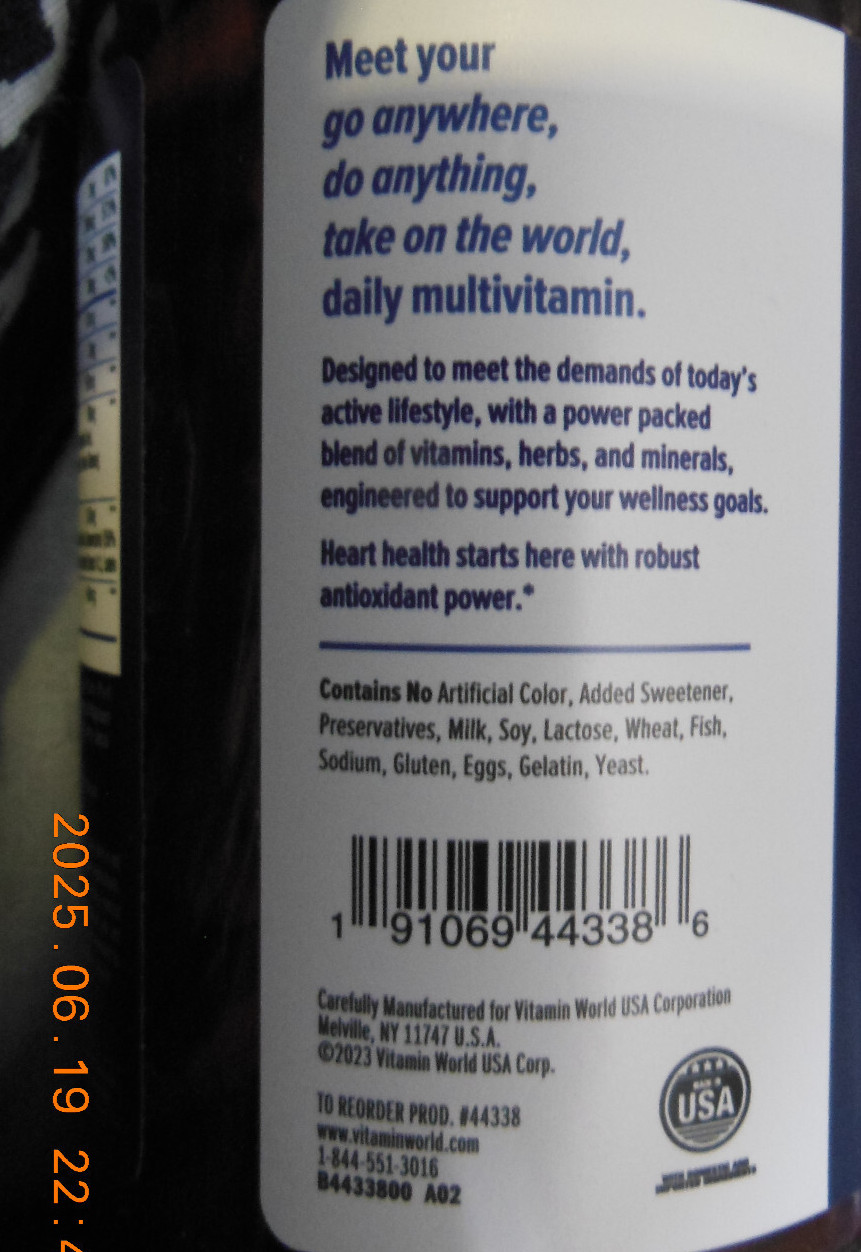 Meet your
go anywhere,
do anything,
take on the world,
daily multivitamin.
Designed to meet the demands of today's
active lifestyle, with a power packed
blend of vitamins, herbs, and minerals,
engineered to support your wellness goals.
Heart health starts here with robust
antioxidant power.*
Contains No Artificial Color, Added Sweetener,
Preservatives, Milk, Soy, Lactose, Wheat, Fish,
Sodium, Gluten, Eggs, Gelatin, Yeast.
1 91069 44338 6
Carefully Manufactured for Vitamin World USA Corporation
Melville, NY 11747 U.S.A.
©2023 Vitamin World USA Corp.
TO REORDER PROD. #44338
www.vitaminworld.com
1-844-551-3016
B4433800 A02
MADE IN
USA
2025.06.19 22:4